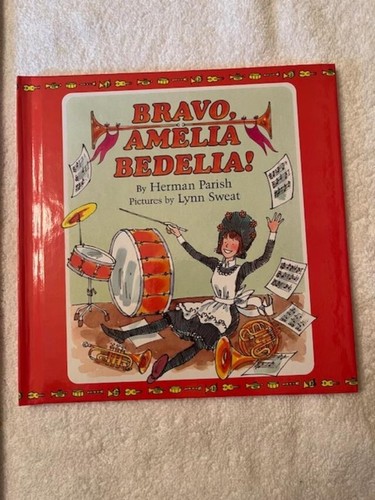 BRAVO,
AMELIA
BEDELIA!
By Herman Parish
Pictures by Lynn Sweat